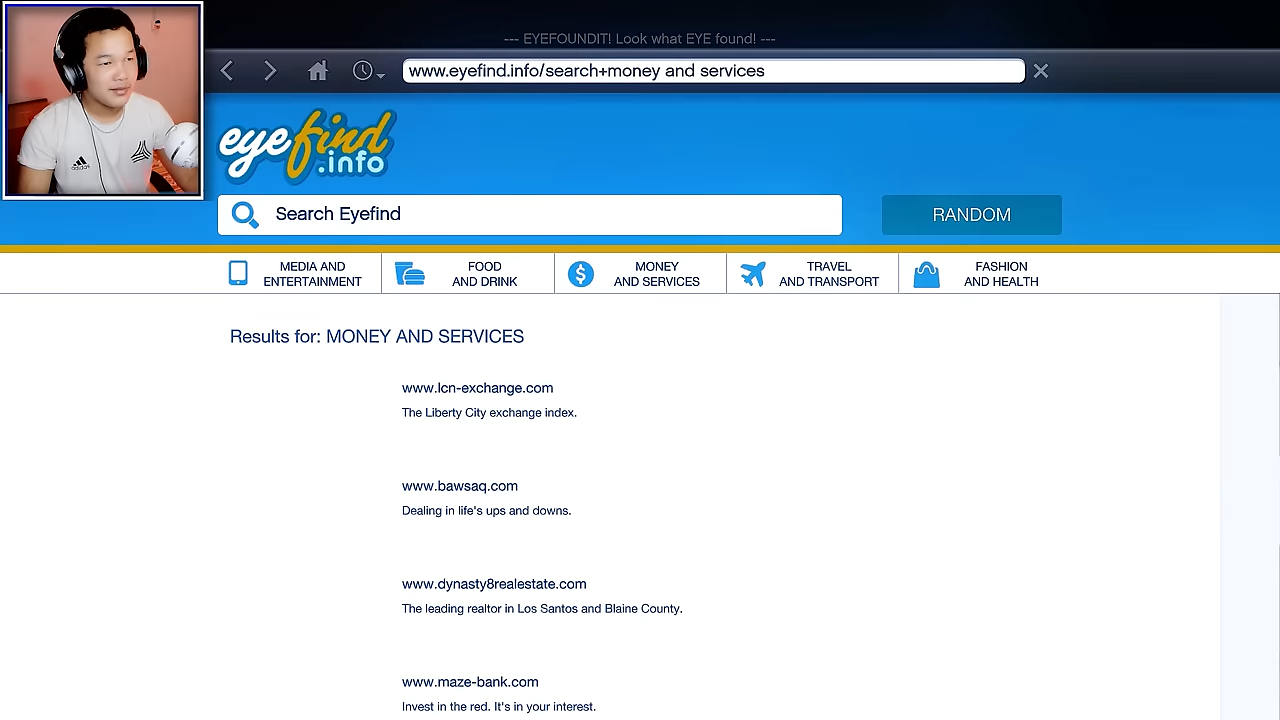 --- EYEFOUNDIT! Look what EYE found! ---
www.eyefind.info/search+money and services
eyefind
.info
Search Eyefind
RANDOM
MEDIA AND
ENTERTAINMENT
FOOD
AND DRINK
MONEY
AND SERVICES
TRAVEL
AND TRANSPORT
FASHION
AND HEALTH
Results for: MONEY AND SERVICES
www.lcn-exchange.com
The Liberty City exchange index.
www.bawsaq.com
Dealing in life's ups and downs.
www.dynasty8realestate.com
The leading realtor in Los Santos and Blaine County.
www.maze-bank.com
Invest in the red. It's in your interest.